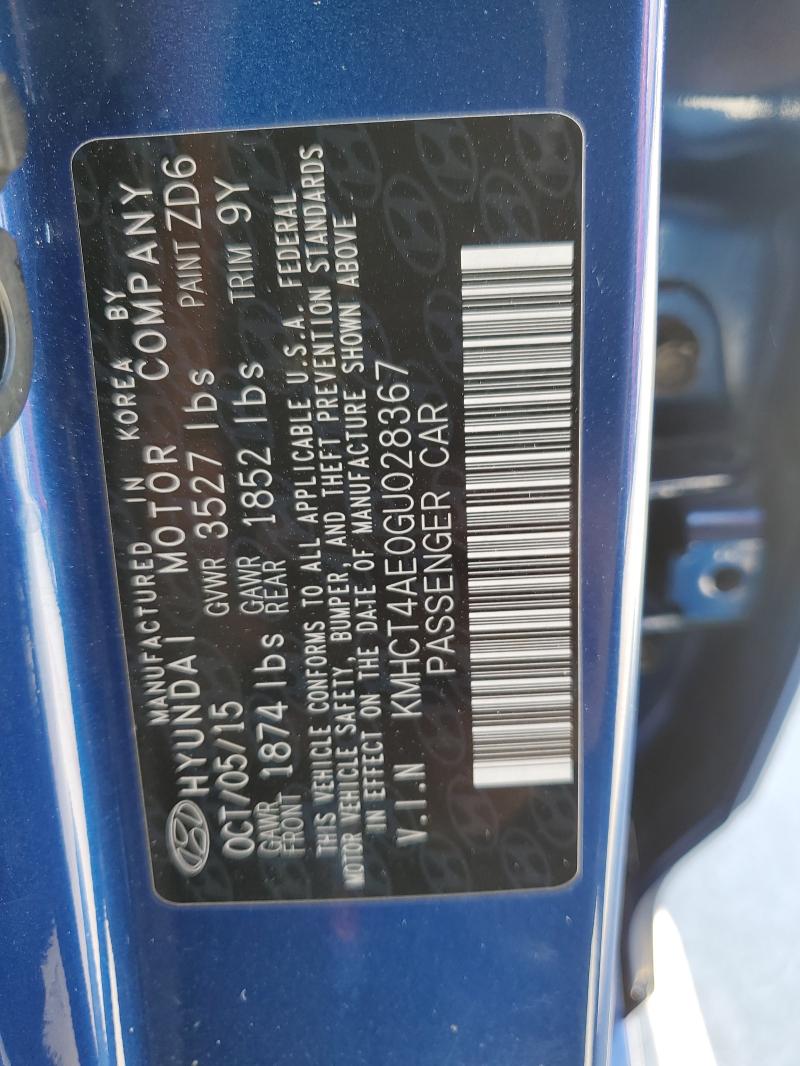 MANUFACTURED IN KOREA BY
HYUNDAI MOTOR COMPANY
OCT/05/15 GVWR 3527 lbs PAINT ZD6
GAWR FRONT 1874 lbs GAWR REAR 1852 lbs TRIM 9Y
THIS VEHICLE CONFORMS TO ALL APPLICABLE U.S.A. FEDERAL
MOTOR VEHICLE SAFETY, BUMPER, AND THEFT PREVENTION STANDARDS
IN EFFECT ON THE DATE OF MANUFACTURE SHOWN ABOVE
V.I.N KMHCT4AE0GU028367
PASSENGER CAR